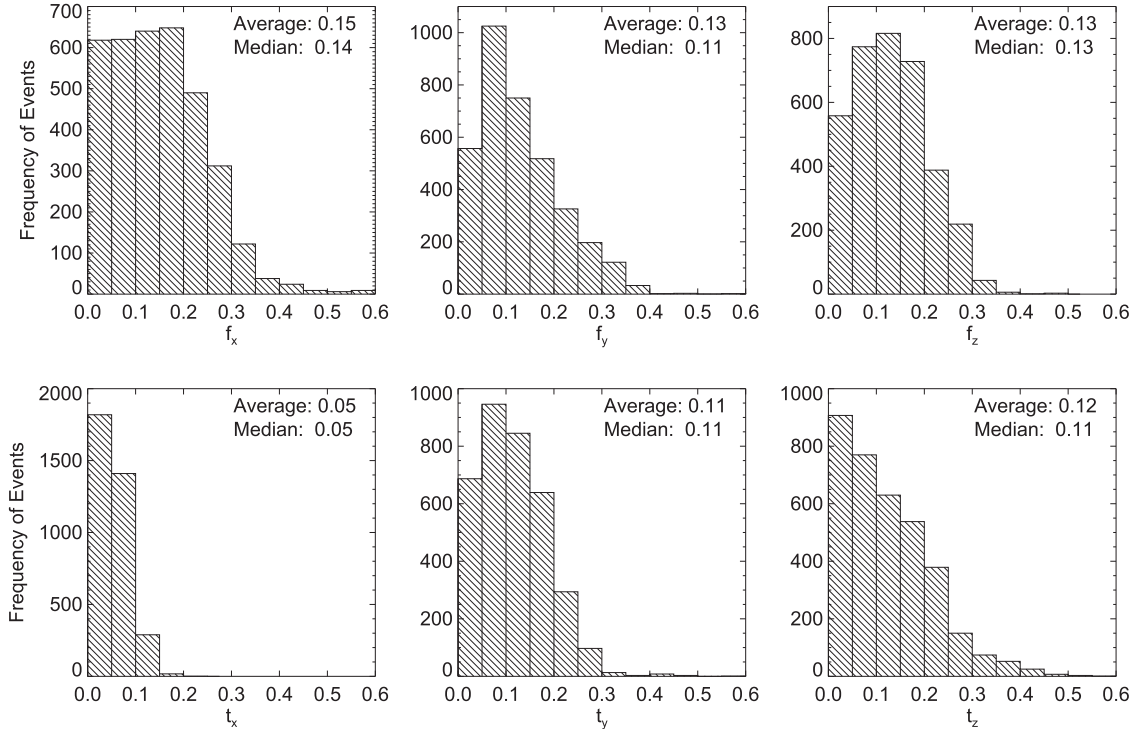 Average: 0.15
Median: 0.14
700
600
500
400
300
200
100
0
Frequency of Events
0.0 0.1 0.2 0.3 0.4 0.5 0.6
f_x
Average: 0.13
Median: 0.11
1000
800
600
400
200
0
0.0 0.1 0.2 0.3 0.4 0.5 0.6
f_y
Average: 0.13
Median: 0.13
800
600
400
200
0
0.0 0.1 0.2 0.3 0.4 0.5 0.6
f_z
Average: 0.05
Median: 0.05
2000
1500
1000
500
0
Frequency of Events
0.0 0.1 0.2 0.3 0.4 0.5 0.6
t_x
Average: 0.11
Median: 0.11
1000
800
600
400
200
0
0.0 0.1 0.2 0.3 0.4 0.5 0.6
t_y
Average: 0.12
Median: 0.11
1000
800
600
400
200
0
0.0 0.1 0.2 0.3 0.4 0.5 0.6
t_z